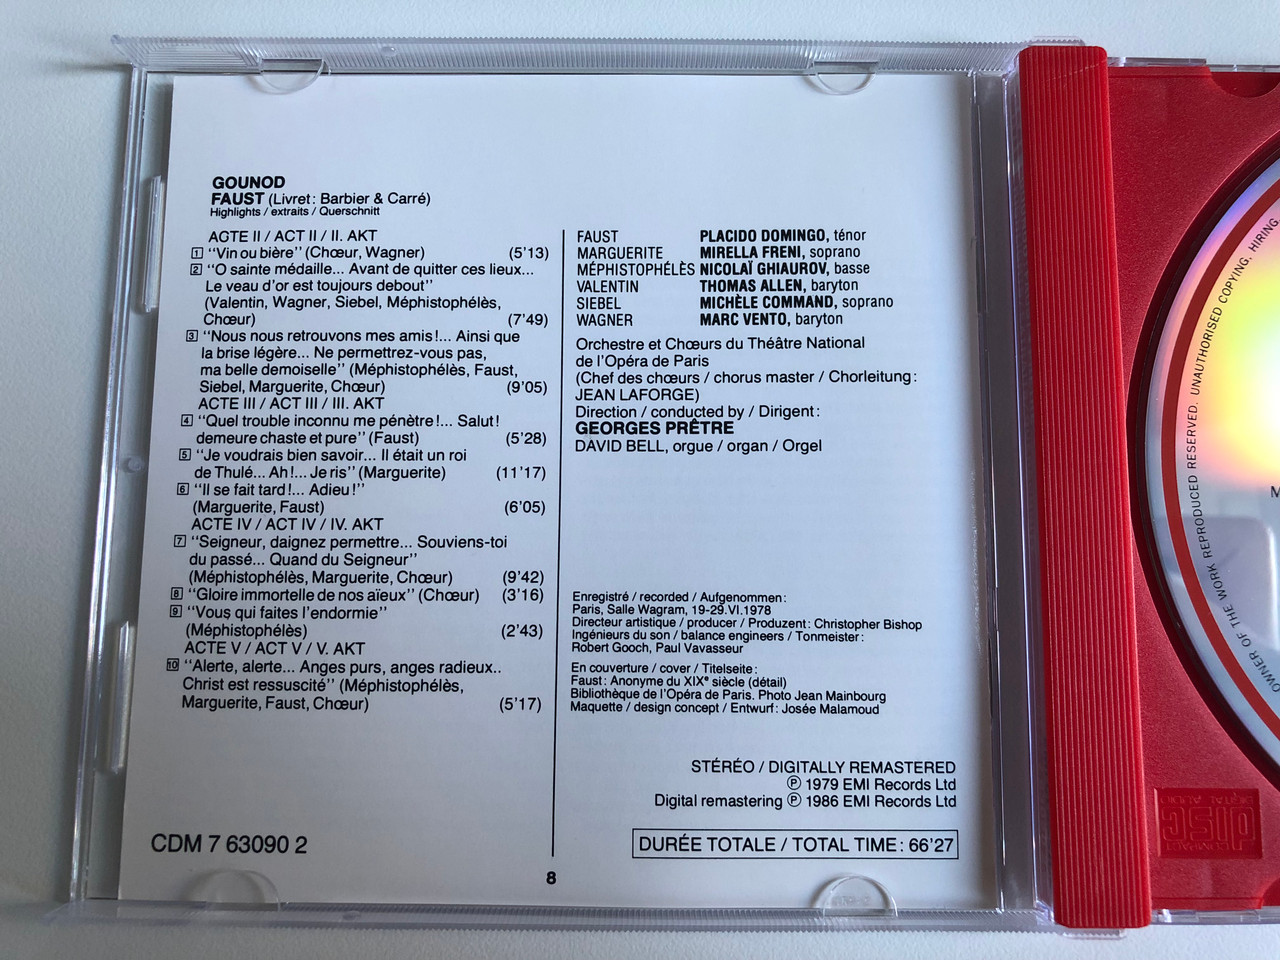 GOUNOD
FAUST (Livret: Barbier & Carré)
Highlights / extraits / Querschnitt
ACTE II / ACT II / II. AKT
1 "Vin ou bière" (Chœur, Wagner) (5'13)
2 "O sainte médaille... Avant de quitter ces lieux...
Le veau d'or est toujours debout"
(Valentin, Wagner, Siebel, Méphistophélès,
Chœur) (7'49)
3 "Nous nous retrouvons mes amis!... Ainsi que
la brise légère... Ne permettrez-vous pas,
ma belle demoiselle" (Méphistophélès, Faust,
Siebel, Marguerite, Chœur) (9'05)
ACTE III / ACT III / III. AKT
4 "Quel trouble inconnu me pénètre!... Salut!
demeure chaste et pure" (Faust) (5'28)
5 "Je voudrais bien savoir... Il était un roi
de Thulé... Ah!... Je ris" (Marguerite) (11'17)
6 "Il se fait tard!... Adieu!"
(Marguerite, Faust) (6'05)
ACTE IV / ACT IV / IV. AKT
7 "Seigneur, daignez permettre... Souviens-toi
du passé... Quand du Seigneur"
(Méphistophélès, Marguerite, Chœur) (9'42)
8 "Gloire immortelle de nos aïeux" (Chœur) (3'16)
9 "Vous qui faites l'endormie"
(Méphistophélès) (2'43)
ACTE V / ACT V / V. AKT
10 "Alerte, alerte... Anges purs, anges radieux..
Christ est ressuscité" (Méphistophélès,
Marguerite, Faust, Chœur) (5'17)
CDM 7 63090 2
FAUST PLACIDO DOMINGO, ténor
MARGUERITE MIRELLA FRENI, soprano
MÉPHISTOPHÉLÈS NICOLAÏ GHIAUROV, basse
VALENTIN THOMAS ALLEN, baryton
SIEBEL MICHÈLE COMMAND, soprano
WAGNER MARC VENTO, baryton
Orchestre et Chœurs du Théâtre National
de l'Opéra de Paris
(Chef des chœurs / chorus master / Chorleitung:
JEAN LAFORGE)
Direction / conducted by / Dirigent:
GEORGES PRÊTRE
DAVID BELL, orgue / organ / Orgel
Enregistré / recorded / Aufgenommen:
Paris, Salle Wagram, 19-29.VI.1978
Directeur artistique / producer / Produzent: Christopher Bishop
Ingénieurs du son / balance engineers / Tonmeister:
Robert Gooch, Paul Vavasseur
En couverture / cover / Titelseite:
Faust: Anonyme du XIXe siècle (détail)
Bibliothèque de l'Opéra de Paris. Photo Jean Mainbourg
Maquette / design concept / Entwurf: Josée Malamoud
STÉRÉO / DIGITALLY REMASTERED
℗ 1979 EMI Records Ltd
Digital remastering ℗ 1986 EMI Records Ltd
DURÉE TOTALE / TOTAL TIME: 66'27
8
OWNER OF THE WORK REPRODUCED RESERVED. UNAUTHORISED COPYING, HIRING,
M
COMPACT
disc
DIGITAL AUDIO